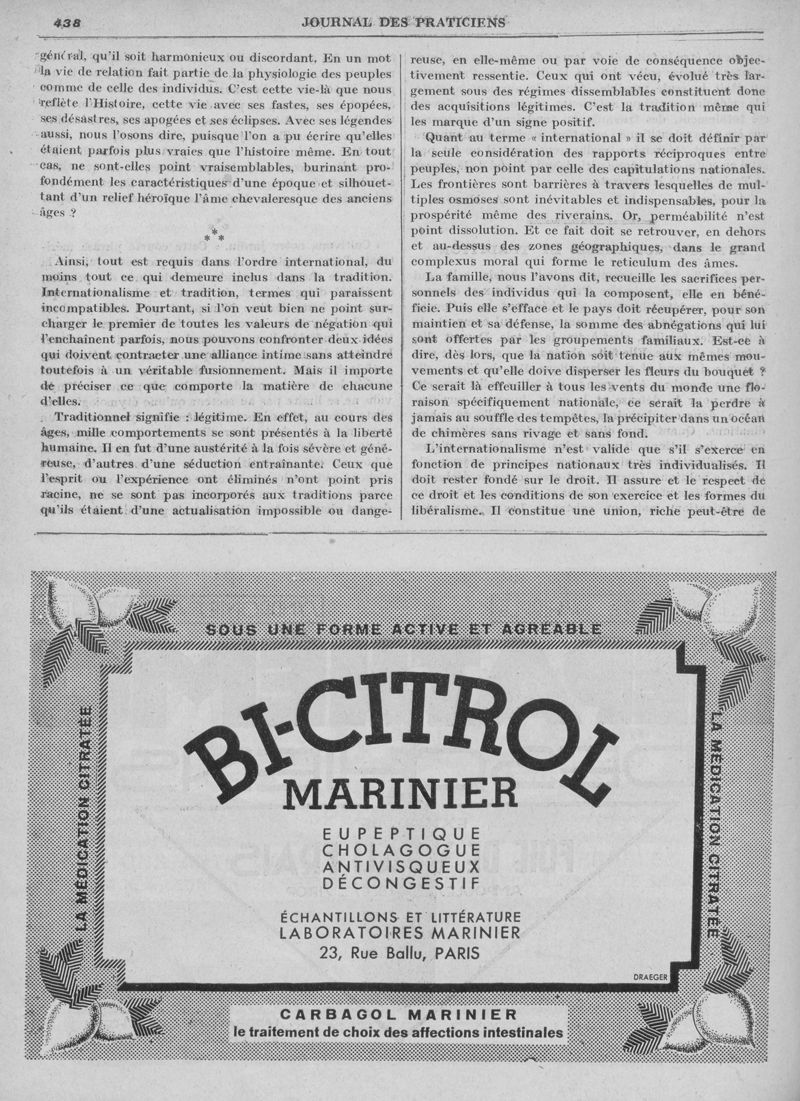 438
JOURNAL DES PRATICIENS
général, qu'il soit harmonieux ou discordant. En un mot
la vie de relation fait partie de la physiologie des peuples
comme de celle des individus. C'est cette vie-là que nous
reflète l'Histoire, cette vie avec ses fastes, ses épopées,
ses désastres, ses apogées et ses éclipses. Avec ses légendes
aussi, nous l'osons dire, puisque l'on a pu écrire qu'elles
étaient parfois plus vraies que l'histoire même. En tout
cas, ne sont-elles point vraisemblables, burinant pro-
fondément les caractéristiques d'une époque et silhouet-
tant d'un relief héroïque l'âme chevaleresque des anciens
âges ?
* * *
Ainsi, tout est requis dans l'ordre international, du
moins tout ce qui demeure inclus dans la tradition.
Internationalisme et tradition, termes qui paraissent
incompatibles. Pourtant, si l'on veut bien ne point sur-
charger le premier de toutes les valeurs de négation qui
l'enchaînent parfois, nous pouvons confronter deux idées
qui doivent contracter une alliance intime sans atteindre
toutefois à un véritable fusionnement. Mais il importe
de préciser ce que comporte la matière de chacune
d'elles.
Traditionnel signifie : légitime. En effet, au cours des
âges, mille comportements se sont présentés à la liberté
humaine. Il en fut d'une austérité à la fois sévère et géné-
reuse, d'autres d'une séduction entraînante. Ceux que
l'esprit ou l'expérience ont éliminés n'ont point pris
racine, ne se sont pas incorporés aux traditions parce
qu'ils étaient d'une actualisation impossible ou dange-
reuse, en elle-même ou par voie de conséquence objec-
tivement ressentie. Ceux qui ont vécu, évolué très lar-
gement sous des régimes dissemblables constituent donc
des acquisitions légitimes. C'est la tradition même qui
les marque d'un signe positif.
Quant au terme « international » il se doit définir par
la seule considération des rapports réciproques entre
peuples, non point par celle des capitulations nationales.
Les frontières sont barrières à travers lesquelles de mul-
tiples osmoses sont inévitables et indispensables, pour la
prospérité même des riverains. Or, perméabilité n'est
point dissolution. Et ce fait doit se retrouver, en dehors
et au-dessus des zones géographiques, dans le grand
complexus moral qui forme le reticulum des âmes.
La famille, nous l'avons dit, recueille les sacrifices per-
sonnels des individus qui la composent, elle en béné-
ficie. Puis elle s'efface et le pays doit récupérer, pour son
maintien et sa défense, la somme des abnégations qui lui
sont offertes par les groupements familiaux. Est-ce à
dire, dès lors, que la nation soit tenue aux mêmes mou-
vements et qu'elle doive disperser les fleurs du bouquet ?
Ce serait là effeuiller à tous les vents du monde une flo-
raison spécifiquement nationale, ce serait la perdre à
jamais au souffle des tempêtes, la précipiter dans un océan
de chimères sans rivage et sans fond.
L'internationalisme n'est valide que s'il s'exerce en
fonction de principes nationaux très individualisés. Il
doit rester fondé sur le droit. Il assure et le respect de
ce droit et les conditions de son exercice et les formes du
libéralisme. Il constitue une union, riche peut-être de
SOUS UNE FORME ACTIVE ET AGRÉABLE
LA MÉDICATION CITRATÉE
BI-CITROL
MARINIER
EUPEPTIQUE
CHOLAGOGUE
ANTIVISQUEUX
DÉCONGESTIF
ÉCHANTILLONS ET LITTÉRATURE
LABORATOIRES MARINIER
23, Rue Ballu, PARIS
DRAEGER
LA MÉDICATION CITRATÉE
CARBAGOL MARINIER
le traitement de choix des affections intestinales